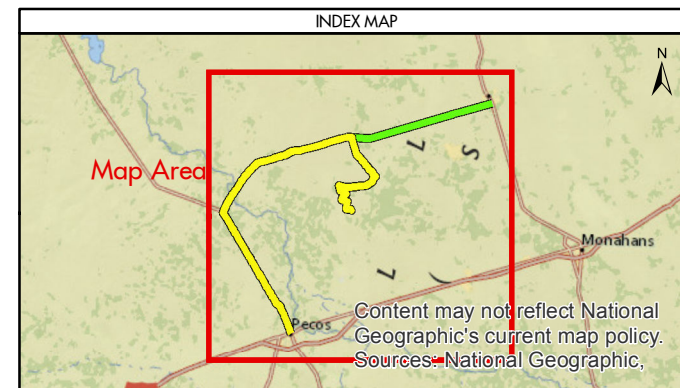 INDEX MAP
N
Map Area
L
S
Monahans
L
L
(
Pecos
Content may not reflect National
Geographic's current map policy.
Sources: National Geographic,